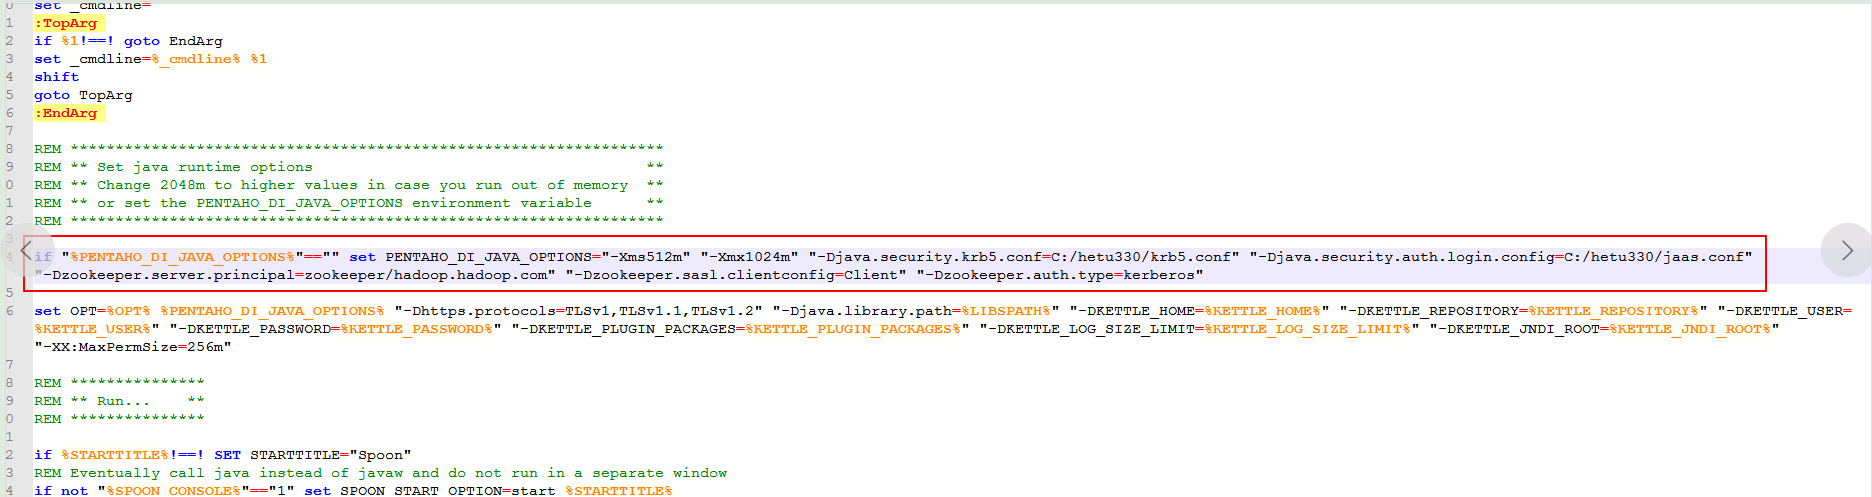 0 set _cmdline=
1 :TopArg
2 if %1!==! goto EndArg
3 set _cmdline=%_cmdline% %1
4 shift
5 goto TopArg
6 :EndArg
7
8 REM ******************************************************************
9 REM ** Set java runtime options                                     **
0 REM ** Change 2048m to higher values in case you run out of memory  **
1 REM ** or set the PENTAHO_DI_JAVA_OPTIONS environment variable      **
2 REM ******************************************************************
3
4 if "%PENTAHO_DI_JAVA_OPTIONS%"=="" set PENTAHO_DI_JAVA_OPTIONS="-Xms512m" "-Xmx1024m" "-Djava.security.krb5.conf=C:/hetu330/krb5.conf" "-Djava.security.auth.login.config=C:/hetu330/jaas.conf"
"-Dzookeeper.server.principal=zookeeper/hadoop.hadoop.com" "-Dzookeeper.sasl.clientconfig=Client" "-Dzookeeper.auth.type=kerberos"
5
6 set OPT=%OPT% %PENTAHO_DI_JAVA_OPTIONS% "-Dhttps.protocols=TLSv1,TLSv1.1,TLSv1.2" "-Djava.library.path=%LIBSPATH%" "-DKETTLE_HOME=%KETTLE_HOME%" "-DKETTLE_REPOSITORY=%KETTLE_REPOSITORY%" "-DKETTLE_USER=
%KETTLE_USER%" "-DKETTLE_PASSWORD=%KETTLE_PASSWORD%" "-DKETTLE_PLUGIN_PACKAGES=%KETTLE_PLUGIN_PACKAGES%" "-DKETTLE_LOG_SIZE_LIMIT=%KETTLE_LOG_SIZE_LIMIT%" "-DKETTLE_JNDI_ROOT=%KETTLE_JNDI_ROOT%"
"-XX:MaxPermSize=256m"
7
8 REM ***************
9 REM ** Run...    **
0 REM ***************
1
2 if %STARTTITLE%!==! SET STARTTITLE="Spoon"
3 REM Eventually call java instead of javaw and do not run in a separate window
4 if not "%SPOON_CONSOLE%"=="1" set SPOON_START_OPTION=start %STARTTITLE%